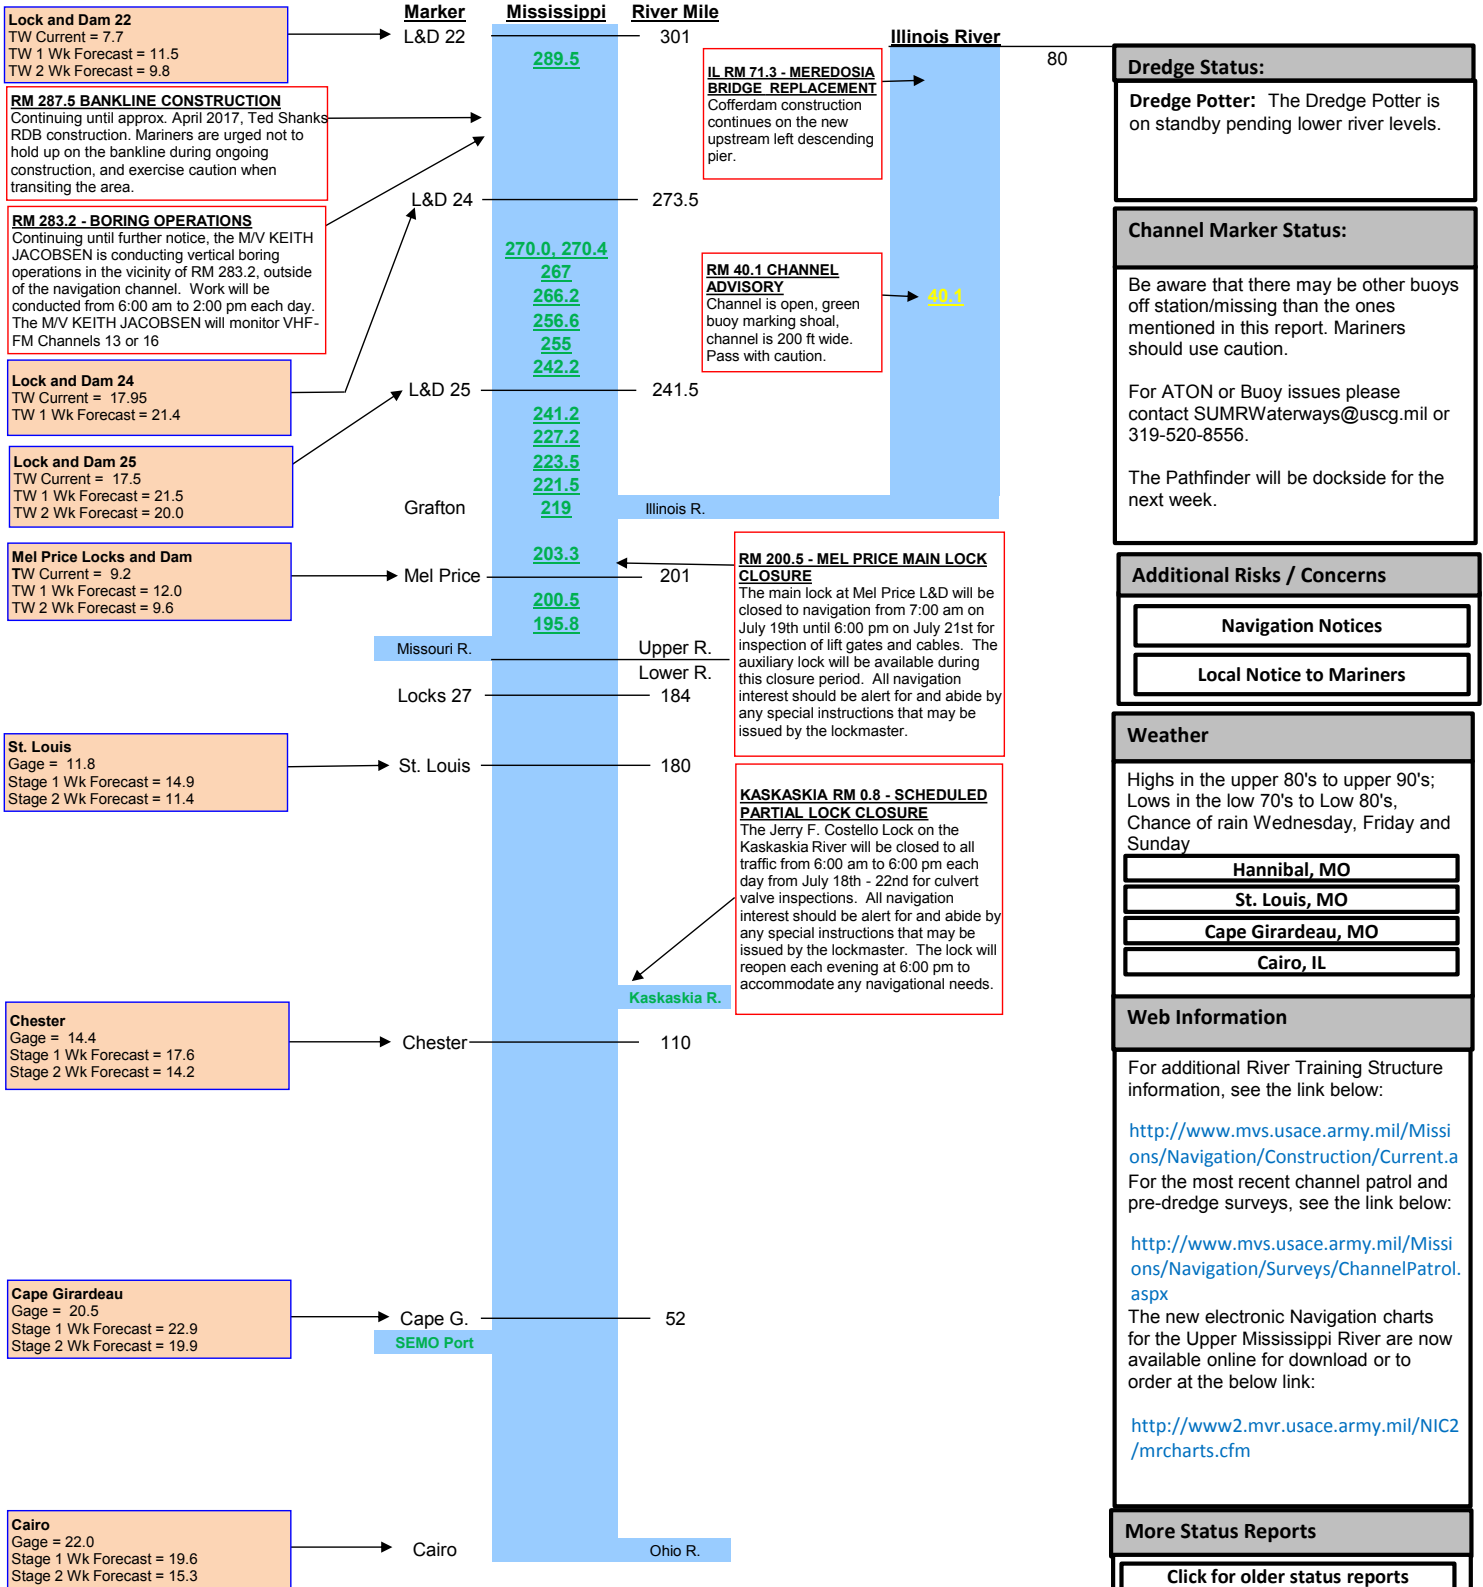 Marker Mississippi River Mile
Lock and Dam 22
TW Current = 7.7
TW 1 Wk Forecast = 11.5
TW 2 Wk Forecast = 9.8
L&D 22 301
289.5
RM 287.5 BANKLINE CONSTRUCTION
Continuing until approx. April 2017, Ted Shanks
RDB construction. Mariners are urged not to
hold up on the bankline during ongoing
construction, and exercise caution when
transiting the area.
L&D 24 273.5
RM 283.2 - BORING OPERATIONS
Continuing until further notice, the M/V KEITH
JACOBSEN is conducting vertical boring
operations in the vicinity of RM 283.2, outside
of the navigation channel. Work will be
conducted from 6:00 am to 2:00 pm each day.
The M/V KEITH JACOBSEN will monitor VHF-
FM Channels 13 or 16
270.0, 270.4
267
266.2
256.6
255
242.2
Lock and Dam 24
TW Current = 17.95
TW 1 Wk Forecast = 21.4
L&D 25 241.5
241.2
227.2
223.5
221.5
219
Lock and Dam 25
TW Current = 17.5
TW 1 Wk Forecast = 21.5
TW 2 Wk Forecast = 20.0
Grafton
Illinois R.
203.3
Mel Price Locks and Dam
TW Current = 9.2
TW 1 Wk Forecast = 12.0
TW 2 Wk Forecast = 9.6
Mel Price 201
200.5
195.8
Missouri R.
Upper R.
Lower R.
Locks 27 184
St. Louis
Gage = 11.8
Stage 1 Wk Forecast = 14.9
Stage 2 Wk Forecast = 11.4
St. Louis 180
Kaskaskia R.
Chester
Gage = 14.4
Stage 1 Wk Forecast = 17.6
Stage 2 Wk Forecast = 14.2
Chester 110
Cape Girardeau
Gage = 20.5
Stage 1 Wk Forecast = 22.9
Stage 2 Wk Forecast = 19.9
Cape G. 52
SEMO Port
Cairo
Gage = 22.0
Stage 1 Wk Forecast = 19.6
Stage 2 Wk Forecast = 15.3
Cairo
Ohio R.
Illinois River
80
IL RM 71.3 - MEREDOSIA
BRIDGE REPLACEMENT
Cofferdam construction
continues on the new
upstream left descending
pier.
RM 40.1 CHANNEL
ADVISORY
Channel is open, green
buoy marking shoal,
channel is 200 ft wide.
Pass with caution.
40.1
RM 200.5 - MEL PRICE MAIN LOCK
CLOSURE
The main lock at Mel Price L&D will be
closed to navigation from 7:00 am on
July 19th until 6:00 pm on July 21st for
inspection of lift gates and cables. The
auxiliary lock will be available during
this closure period. All navigation
interest should be alert for and abide by
any special instructions that may be
issued by the lockmaster.
KASKASKIA RM 0.8 - SCHEDULED
PARTIAL LOCK CLOSURE
The Jerry F. Costello Lock on the
Kaskaskia River will be closed to all
traffic from 6:00 am to 6:00 pm each
day from July 18th - 22nd for culvert
valve inspections. All navigation
interest should be alert for and abide by
any special instructions that may be
issued by the lockmaster. The lock will
reopen each evening at 6:00 pm to
accommodate any navigational needs.
Dredge Status:
Dredge Potter: The Dredge Potter is
on standby pending lower river levels.
Channel Marker Status:
Be aware that there may be other buoys
off station/missing than the ones
mentioned in this report. Mariners
should use caution.
For ATON or Buoy issues please
contact SUMRWaterways@uscg.mil or
319-520-8556.
The Pathfinder will be dockside for the
next week.
Additional Risks / Concerns
Navigation Notices
Local Notice to Mariners
Weather
Highs in the upper 80's to upper 90's;
Lows in the low 70's to Low 80's,
Chance of rain Wednesday, Friday and
Sunday
Hannibal, MO
St. Louis, MO
Cape Girardeau, MO
Cairo, IL
Web Information
For additional River Training Structure
information, see the link below:
http://www.mvs.usace.army.mil/Missi
ons/Navigation/Construction/Current.a
For the most recent channel patrol and
pre-dredge surveys, see the link below:
http://www.mvs.usace.army.mil/Missi
ons/Navigation/Surveys/ChannelPatrol.
aspx
The new electronic Navigation charts
for the Upper Mississippi River are now
available online for download or to
order at the below link:
http://www2.mvr.usace.army.mil/NIC2
/mrcharts.cfm
More Status Reports
Click for older status reports